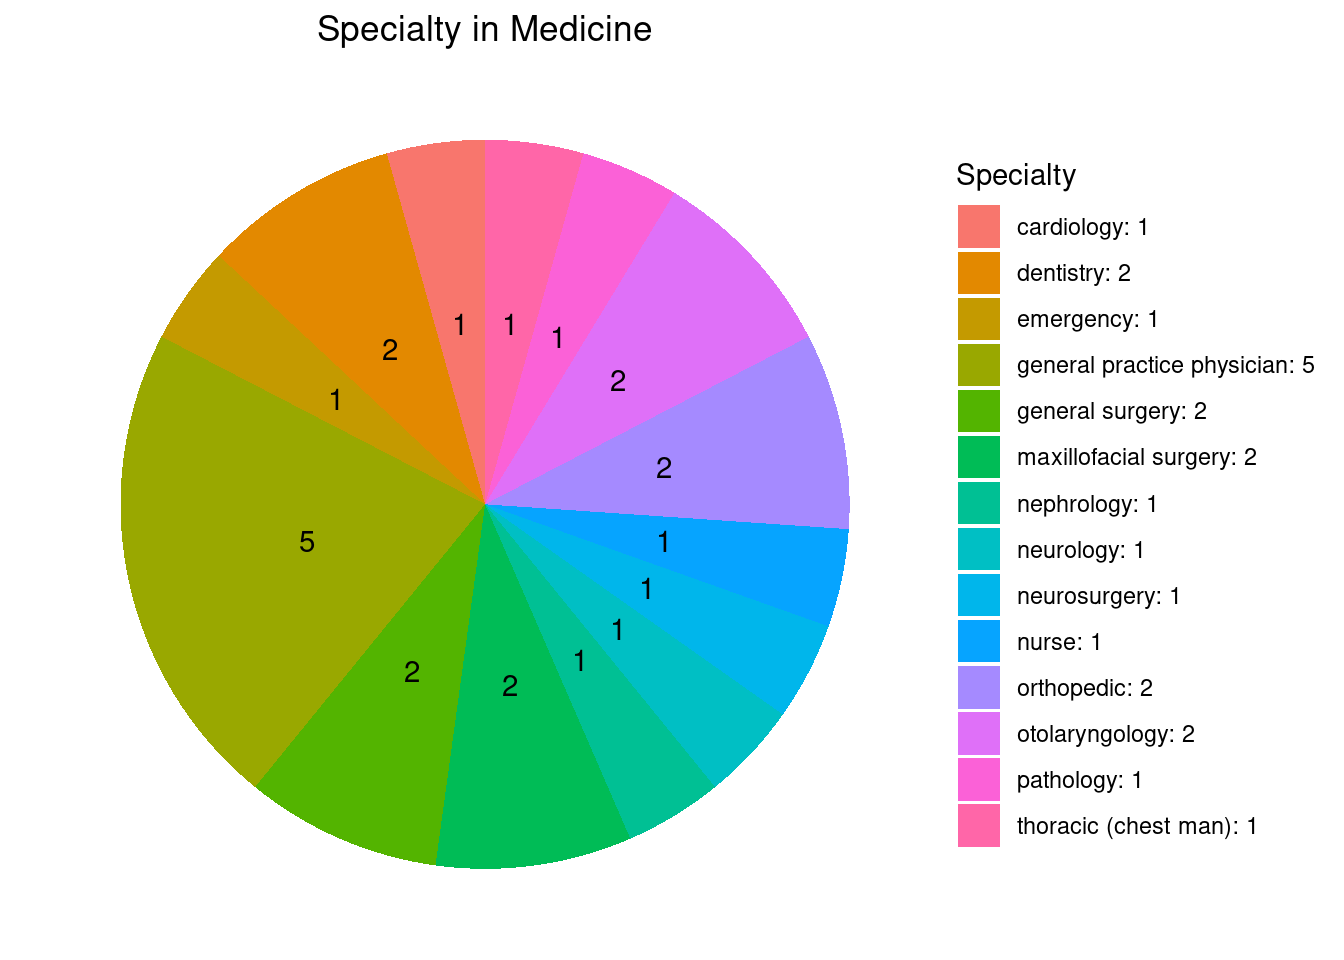 Specialty in Medicine
1
1
1
2
2
2
1
2
1
5
1
1
1
1
2
2
Specialty
cardiology: 1
dentistry: 2
emergency: 1
general practice physician: 5
general surgery: 2
maxillofacial surgery: 2
nephrology: 1
neurology: 1
neurosurgery: 1
nurse: 1
orthopedic: 2
otolaryngology: 2
pathology: 1
thoracic (chest man): 1